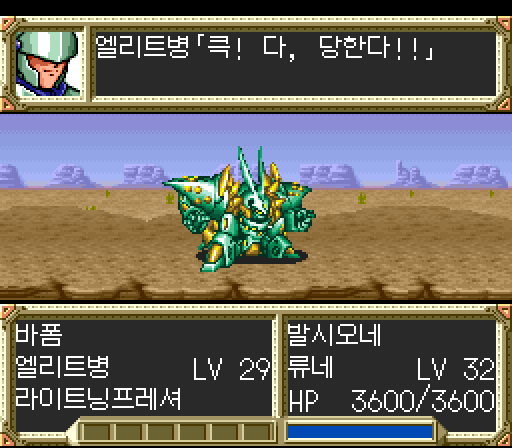 엘리트병「큭! 다, 당한다!!」
바폼
엘리트병 LV 29
라이트닝프레셔
발시오네
류네 LV 32
HP 3600/3600